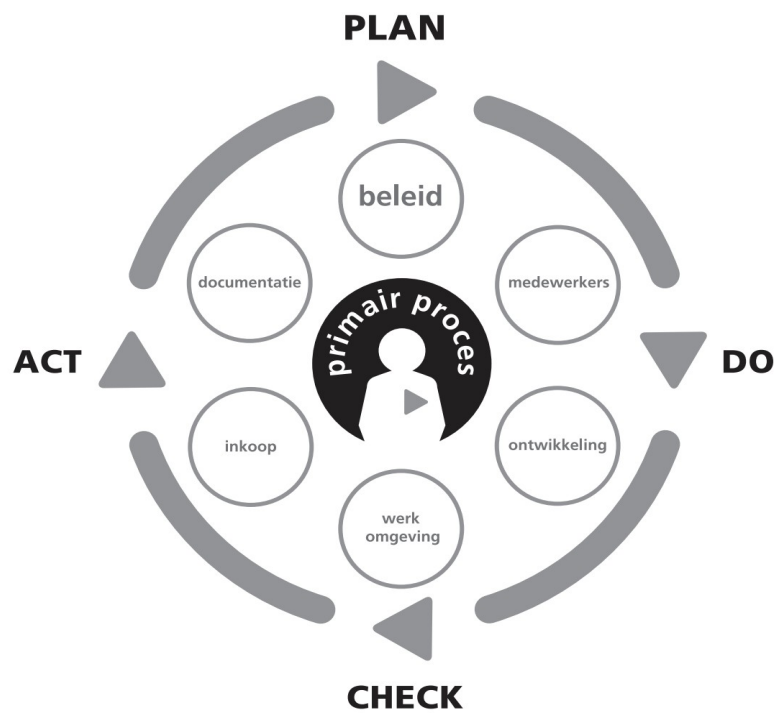 PLAN
beleid
documentatie
medewerkers
primair proces
ACT
DO
inkoop
ontwikkeling
werk
omgeving
CHECK